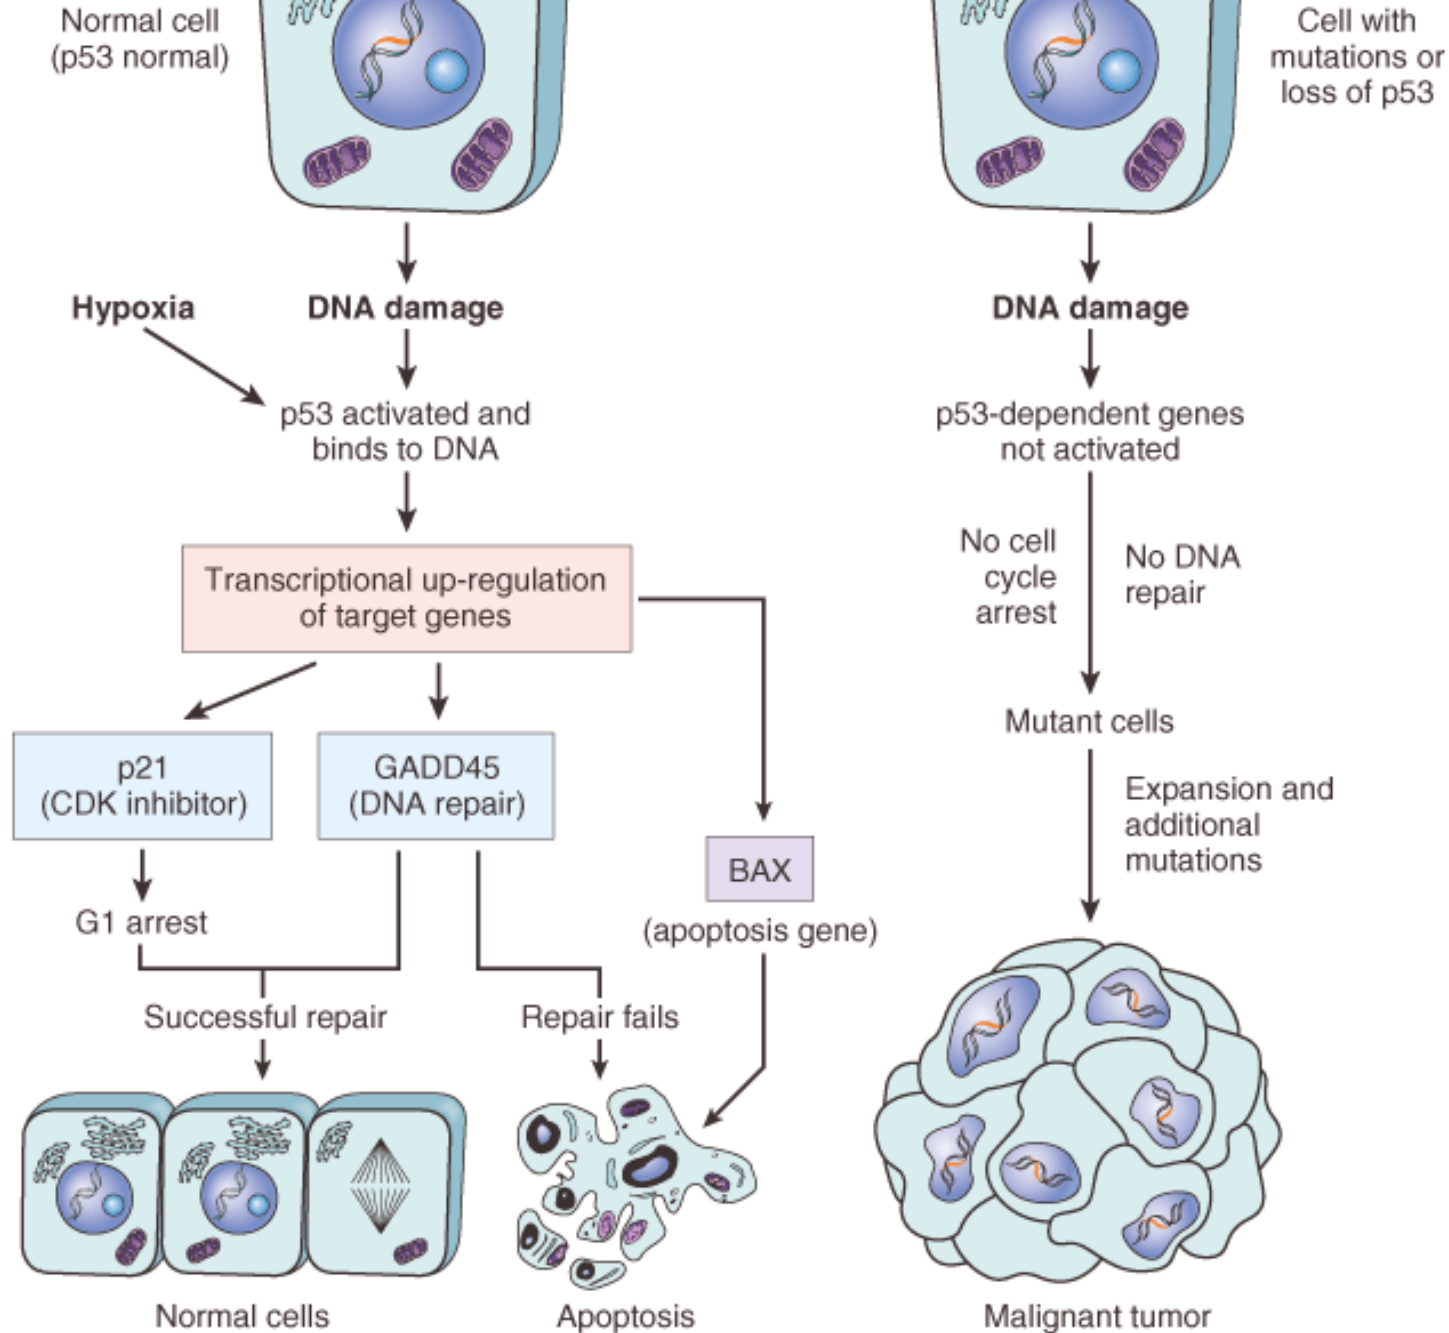 Normal cell
(p53 normal)
Cell with
mutations or
loss of p53
Hypoxia
DNA damage
DNA damage
p53 activated and
binds to DNA
p53-dependent genes
not activated
Transcriptional up-regulation
of target genes
No cell
cycle
arrest
No DNA
repair
p21
(CDK inhibitor)
GADD45
(DNA repair)
Mutant cells
BAX
(apoptosis gene)
Expansion and
additional
mutations
G1 arrest
Successful repair
Repair fails
Normal cells
Apoptosis
Malignant tumor